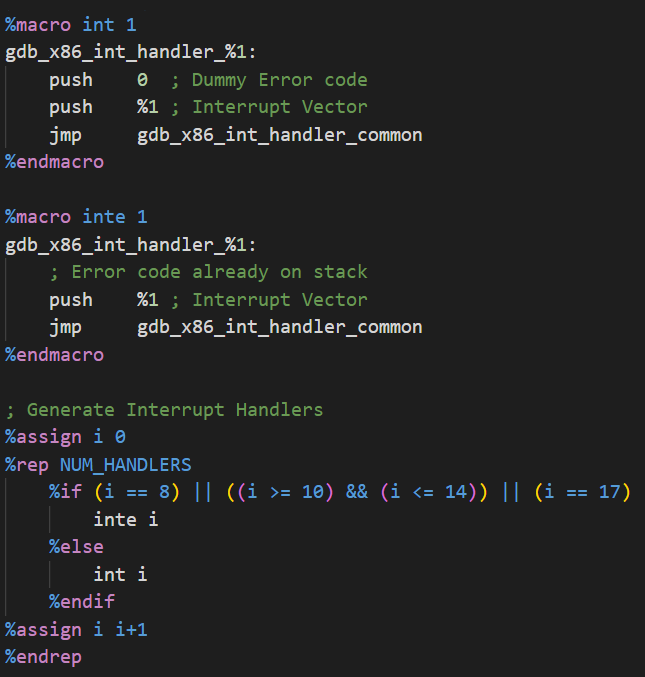 %macro int 1
gdb_x86_int_handler_%1:
    push    0  ; Dummy Error code
    push    %1 ; Interrupt Vector
    jmp     gdb_x86_int_handler_common
%endmacro

%macro inte 1
gdb_x86_int_handler_%1:
    ; Error code already on stack
    push    %1 ; Interrupt Vector
    jmp     gdb_x86_int_handler_common
%endmacro

; Generate Interrupt Handlers
%assign i 0
%rep NUM_HANDLERS
    %if (i == 8) || ((i >= 10) && (i <= 14)) || (i == 17)
        inte i
    %else
        int i
    %endif
%assign i i+1
%endrep